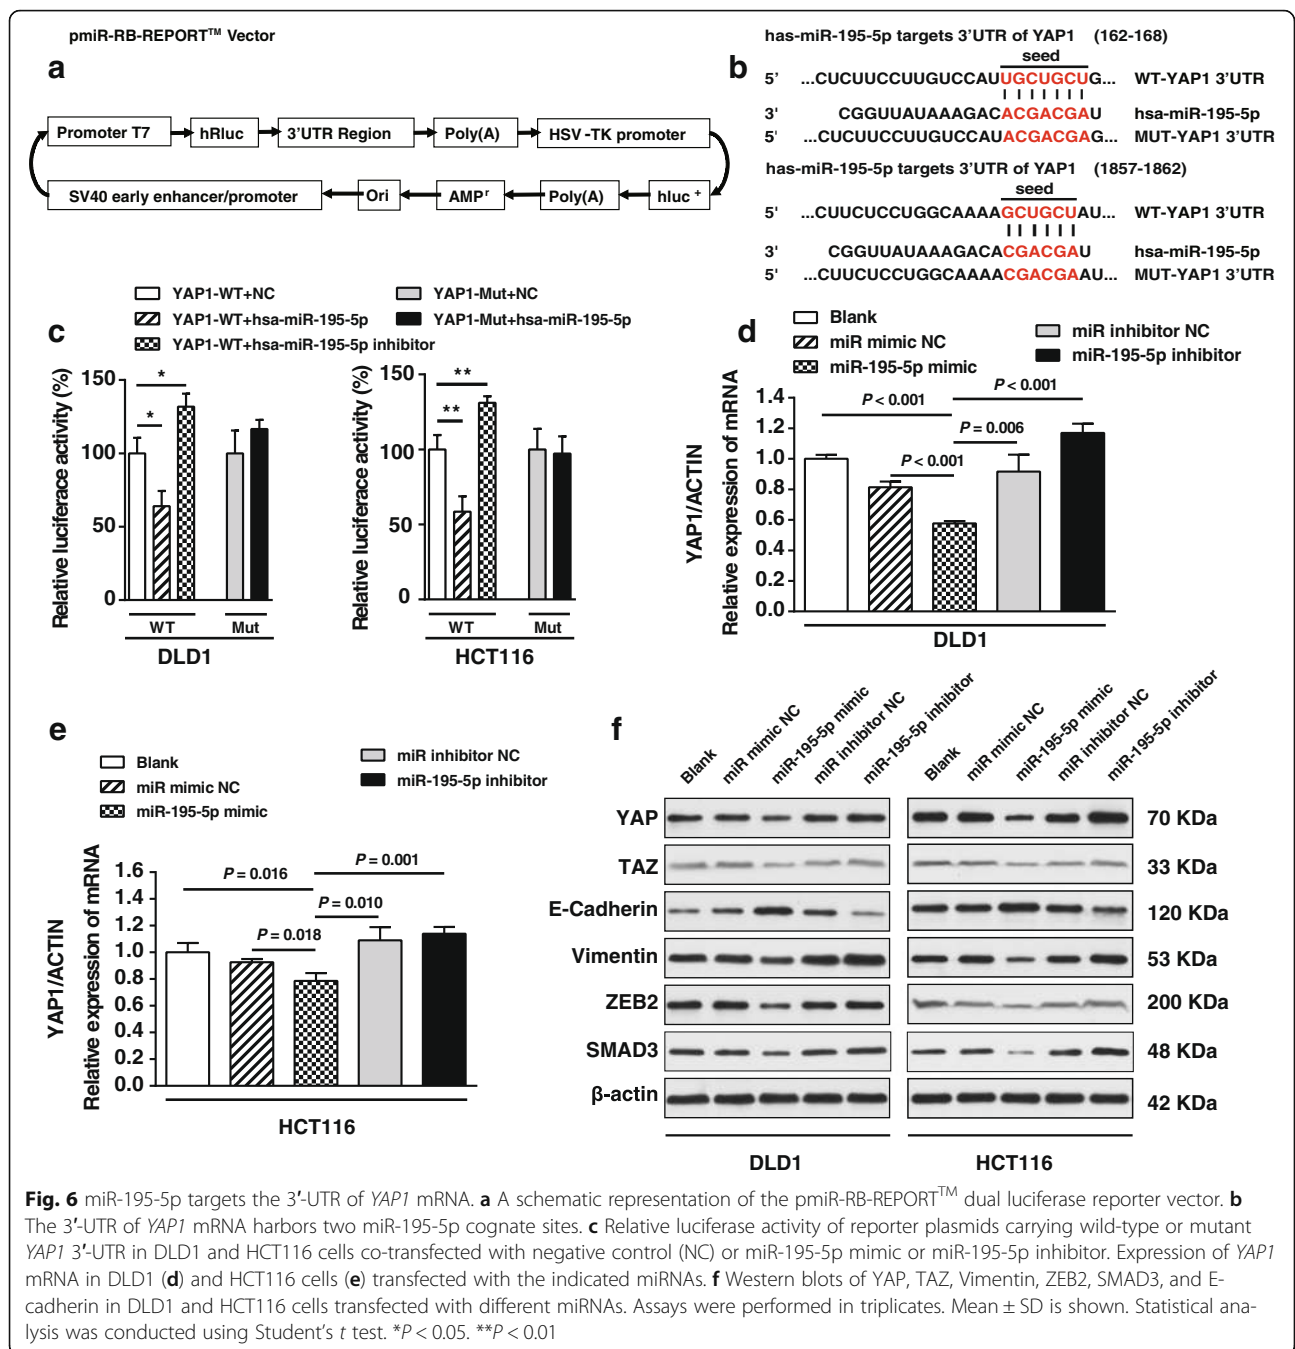 pmiR-RB-REPORT™ Vector
a
Promoter T7
hRluc
3'UTR Region
Poly(A)
HSV-TK promoter
SV40 early enhancer/promoter
Ori
AMPʳ
Poly(A)
hluc⁺
has-miR-195-5p targets 3'UTR of YAP1 (162-168)
b
seed
5' ...CUCUUCCUUGUCCAUUGCUGCUG... WT-YAP1 3'UTR
3' CGGUUAUAAAGACACGACGAU hsa-miR-195-5p
5' ...CUCUUCCUUGUCCAUACGACGAG... MUT-YAP1 3'UTR
has-miR-195-5p targets 3'UTR of YAP1 (1857-1862)
seed
5' ...CUUCUCCUGGCAAAAGCUGCUAU... WT-YAP1 3'UTR
3' CGGUUAUAAAGACACGACGAU hsa-miR-195-5p
5' ...CUUCUCCUGGCAAAACGACGAAU... MUT-YAP1 3'UTR
c
YAP1-WT+NC
YAP1-Mut+NC
YAP1-WT+hsa-miR-195-5p
YAP1-Mut+hsa-miR-195-5p
YAP1-WT+hsa-miR-195-5p inhibitor
Relative luciferace activity (%)
150
100
50
0
*
*
WT
Mut
DLD1
Relative luciferace activity (%)
150
100
50
0
**
**
WT
Mut
HCT116
d
Blank
miR mimic NC
miR-195-5p mimic
miR inhibitor NC
miR-195-5p inhibitor
YAP1/ACTIN
Relative expression of mRNA
1.4
1.2
1.0
0.8
0.6
0.4
0.2
0.0
P < 0.001
P < 0.001
P = 0.006
P < 0.001
DLD1
e
Blank
miR mimic NC
miR-195-5p mimic
miR inhibitor NC
miR-195-5p inhibitor
YAP1/ACTIN
Relative expression of mRNA
1.6
1.4
1.2
1.0
0.8
0.6
0.4
0.2
0.0
P = 0.001
P = 0.016
P = 0.010
P = 0.018
HCT116
f
Blank
miR mimic NC
miR-195-5p mimic
miR inhibitor NC
miR-195-5p inhibitor
Blank
miR mimic NC
miR-195-5p mimic
miR inhibitor NC
miR-195-5p inhibitor
YAP 70 KDa
TAZ 33 KDa
E-Cadherin 120 KDa
Vimentin 53 KDa
ZEB2 200 KDa
SMAD3 48 KDa
β-actin 42 KDa
DLD1
HCT116
Fig. 6 miR-195-5p targets the 3′-UTR of YAP1 mRNA. a A schematic representation of the pmiR-RB-REPORT™ dual luciferase reporter vector. b
The 3′-UTR of YAP1 mRNA harbors two miR-195-5p cognate sites. c Relative luciferase activity of reporter plasmids carrying wild-type or mutant
YAP1 3′-UTR in DLD1 and HCT116 cells co-transfected with negative control (NC) or miR-195-5p mimic or miR-195-5p inhibitor. Expression of YAP1
mRNA in DLD1 (d) and HCT116 cells (e) transfected with the indicated miRNAs. f Western blots of YAP, TAZ, Vimentin, ZEB2, SMAD3, and E-
cadherin in DLD1 and HCT116 cells transfected with different miRNAs. Assays were performed in triplicates. Mean ± SD is shown. Statistical ana-
lysis was conducted using Student's t test. *P < 0.05. **P < 0.01